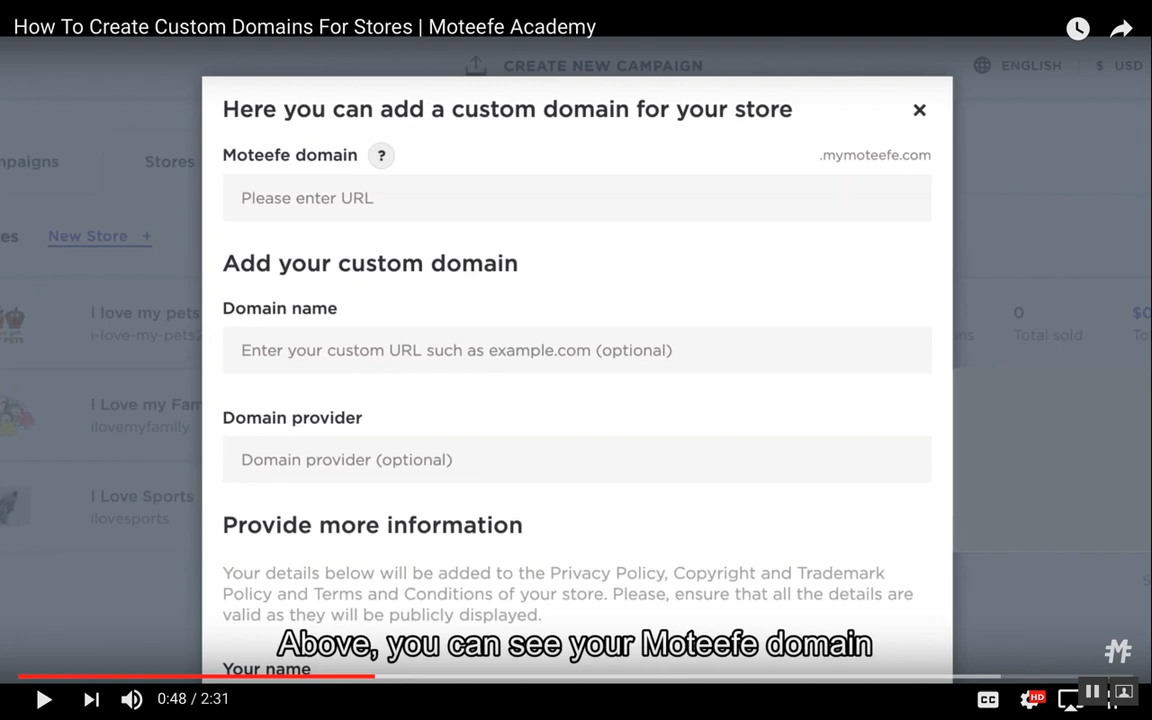 How To Create Custom Domains For Stores | Moteefe Academy
CREATE NEW CAMPAIGN
ENGLISH
$ USD
Here you can add a custom domain for your store
Moteefe domain ?
.mymoteefe.com
Please enter URL
Stores
New Store +
Add your custom domain
Domain name
Enter your custom URL such as example.com (optional)
I love my pets
i-love-my-pets
0
Total sold
Domain provider
Domain provider (optional)
I Love my Fam
ilovemyfamily
I Love Sports
ilovesports
Provide more information
Your details below will be added to the Privacy Policy, Copyright and Trademark
Policy and Terms and Conditions of your store. Please, ensure that all the details are
valid as they will be publicly displayed.
Above, you can see your Moteefe domain
Your name
0:48 / 2:31
CC
HD